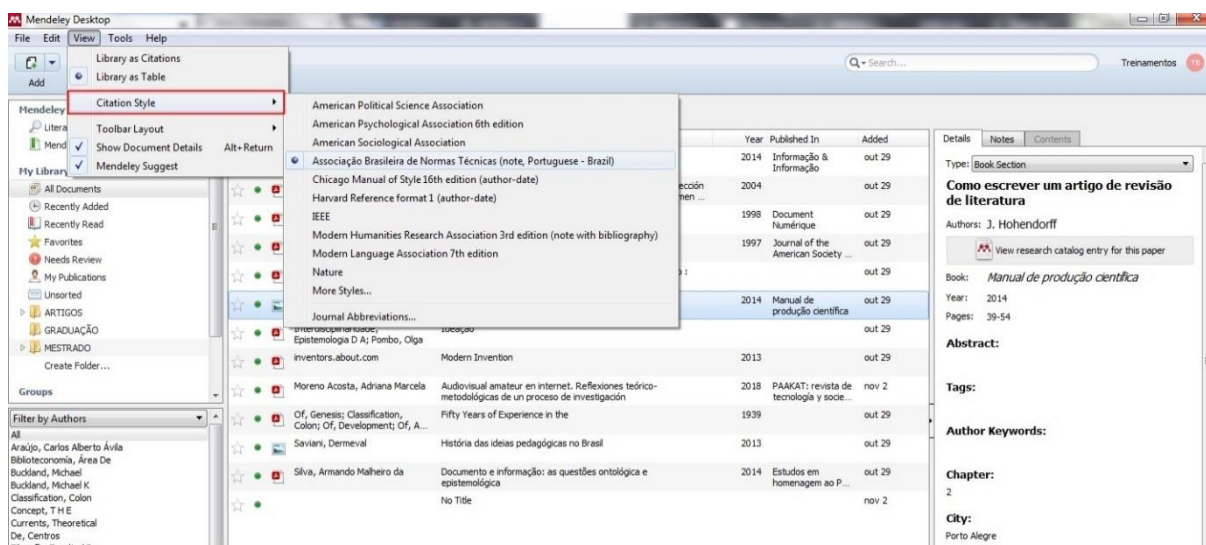 Mendeley Desktop
File Edit View Tools Help
Add
Search...
Treinamentos
TB
Library as Citations
Library as Table
Citation Style
Toolbar Layout
Show Document Details Alt+Return
Mendeley Suggest
American Political Science Association
American Psychological Association 6th edition
American Sociological Association
Associação Brasileira de Normas Técnicas (note, Portuguese - Brazil)
Chicago Manual of Style 16th edition (author-date)
Harvard Reference format 1 (author-date)
IEEE
Modern Humanities Research Association 3rd edition (note with bibliography)
Modern Language Association 7th edition
Nature
More Styles...
Journal Abbreviations...
Mendeley
Litera
Mend
My Library
All Documents
Recently Added
Recently Read
Favorites
Needs Review
My Publications
Unsorted
ARTIGOS
GRADUAÇÃO
MESTRADO
Create Folder...
Groups
Filter by Authors
All
Araújo, Carlos Alberto Ávila
Biblioteconomia, Área De
Buckland, Michael
Buckland, Michael K
Classification, Colon
Concept, T H E
Currents, Theoretical
De, Centros
Year Published In Added
2014 Informação & out 29
Informação
ección 2004 out 29
men ...
1998 Document out 29
Numérique
1997 Journal of the out 29
American Society ...
o : out 29
2014 Manual de out 29
produção científica
Interdisciplinaridade, Ideação out 29
Epistemologia D A; Pombo, Olga
inventors.about.com Modern Invention 2013 out 29
Moreno Acosta, Adriana Marcela Audiovisual amateur en internet. Reflexiones teórico- 2018 PAAKAT: revista de nov 2
metodológicas de un proceso de investigación tecnología y socie...
Of, Genesis; Classification, Fifty Years of Experience in the 1939 out 29
Colon; Of, Development; Of, A...
Saviani, Dermeval História das ideias pedagógicas no Brasil 2013 out 29
Silva, Armando Malheiro da Documento e informação: as questões ontológica e 2014 Estudos em out 29
epistemológica homenagem ao P...
No Title nov 2
Details Notes Contents
Type: Book Section
Como escrever um artigo de revisão
de literatura
Authors: J. Hohendorff
View research catalog entry for this paper
Book: Manual de produção científica
Year: 2014
Pages: 39-54
Abstract:
Tags:
Author Keywords:
Chapter:
2
City:
Porto Alegre